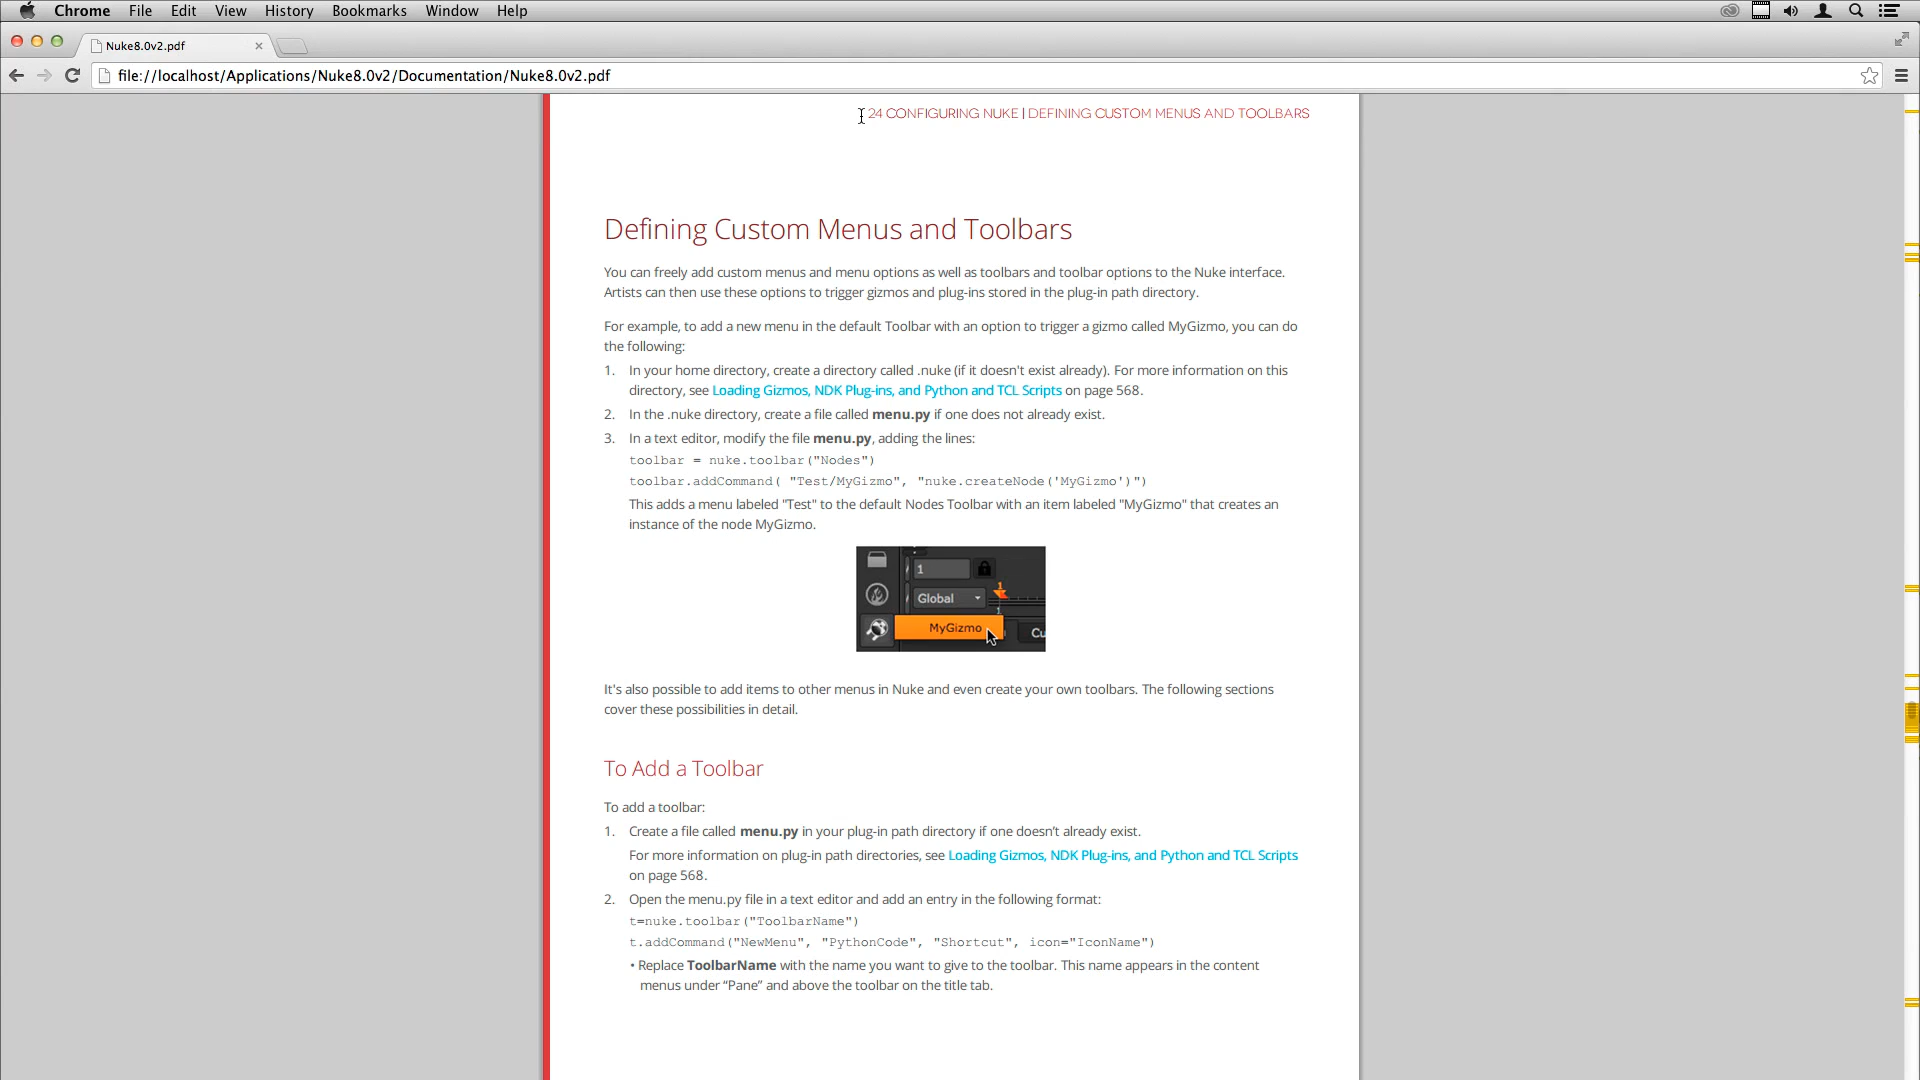 Chrome File Edit View History Bookmarks Window Help
Nuke8.0v2.pdf
file://localhost/Applications/Nuke8.0v2/Documentation/Nuke8.0v2.pdf
24 CONFIGURING NUKE | DEFINING CUSTOM MENUS AND TOOLBARS
Defining Custom Menus and Toolbars
You can freely add custom menus and menu options as well as toolbars and toolbar options to the Nuke interface.
Artists can then use these options to trigger gizmos and plug-ins stored in the plug-in path directory.
For example, to add a new menu in the default Toolbar with an option to trigger a gizmo called MyGizmo, you can do
the following:
1. In your home directory, create a directory called .nuke (if it doesn't exist already). For more information on this
directory, see Loading Gizmos, NDK Plug-ins, and Python and TCL Scripts on page 568.
2. In the .nuke directory, create a file called menu.py if one does not already exist.
3. In a text editor, modify the file menu.py, adding the lines:
toolbar = nuke.toolbar("Nodes")
toolbar.addCommand( "Test/MyGizmo", "nuke.createNode('MyGizmo')")
This adds a menu labeled "Test" to the default Nodes Toolbar with an item labeled "MyGizmo" that creates an
instance of the node MyGizmo.
1
1
Global
1
MyGizmo Cu
It's also possible to add items to other menus in Nuke and even create your own toolbars. The following sections
cover these possibilities in detail.
To Add a Toolbar
To add a toolbar:
1. Create a file called menu.py in your plug-in path directory if one doesn’t already exist.
For more information on plug-in path directories, see Loading Gizmos, NDK Plug-ins, and Python and TCL Scripts
on page 568.
2. Open the menu.py file in a text editor and add an entry in the following format:
t=nuke.toolbar("ToolbarName")
t.addCommand("NewMenu", "PythonCode", "Shortcut", icon="IconName")
• Replace ToolbarName with the name you want to give to the toolbar. This name appears in the content
menus under “Pane” and above the toolbar on the title tab.